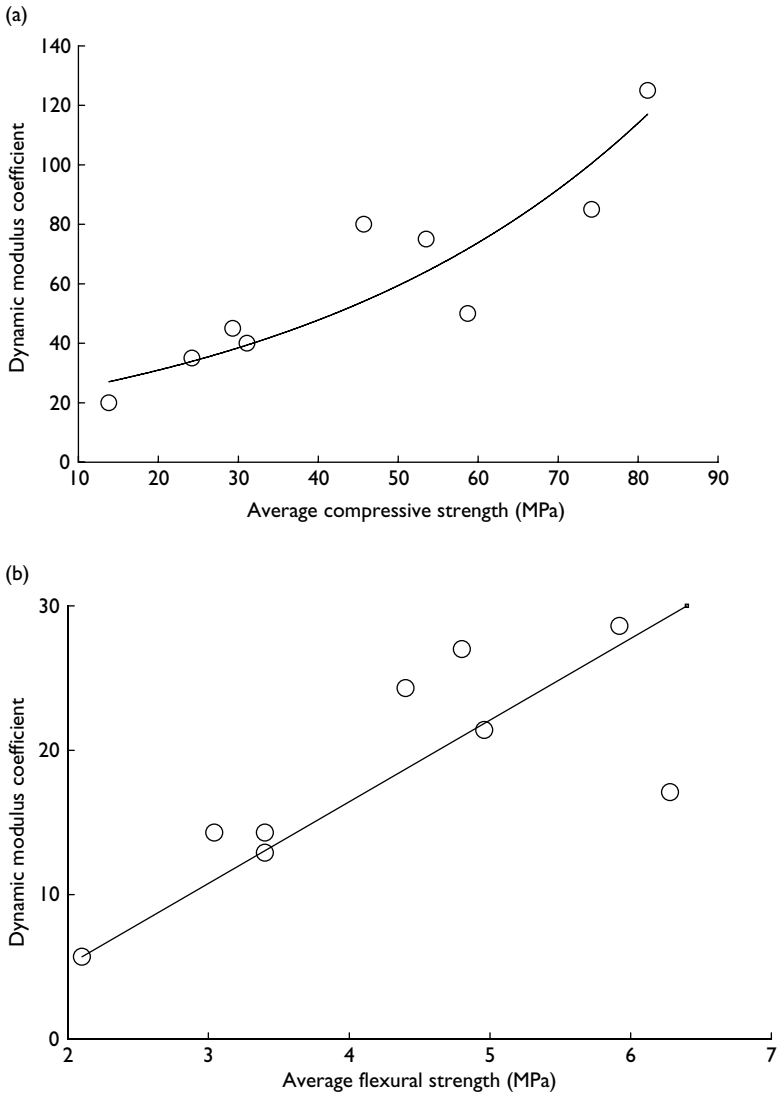 (a)
140
120
100
80
60
40
20
0
10 20 30 40 50 60 70 80 90
Dynamic modulus coefficient
Average compressive strength (MPa)
(b)
30
20
10
0
2 3 4 5 6 7
Dynamic modulus coefficient
Average flexural strength (MPa)